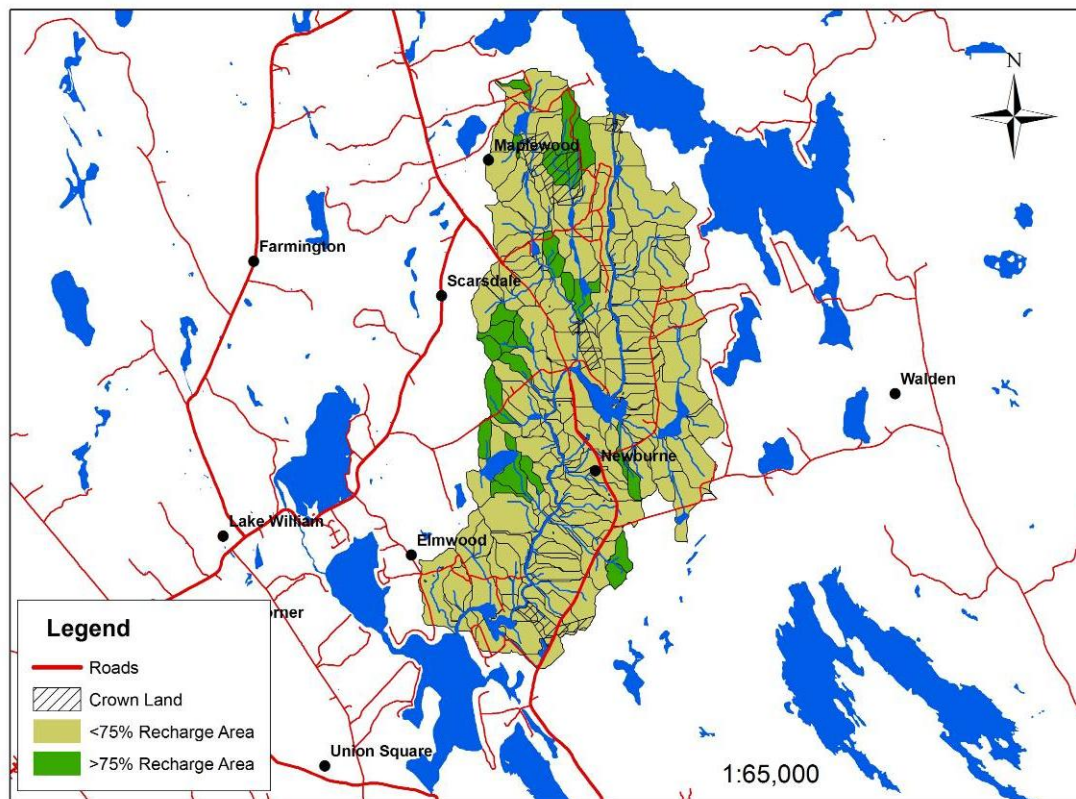 N
Maplewood
Farmington
Scarsdale
Walden
Newburne
Lake William
Elmwood
orner
Legend
Roads
Crown Land
<75% Recharge Area
>75% Recharge Area
Union Square
1:65,000